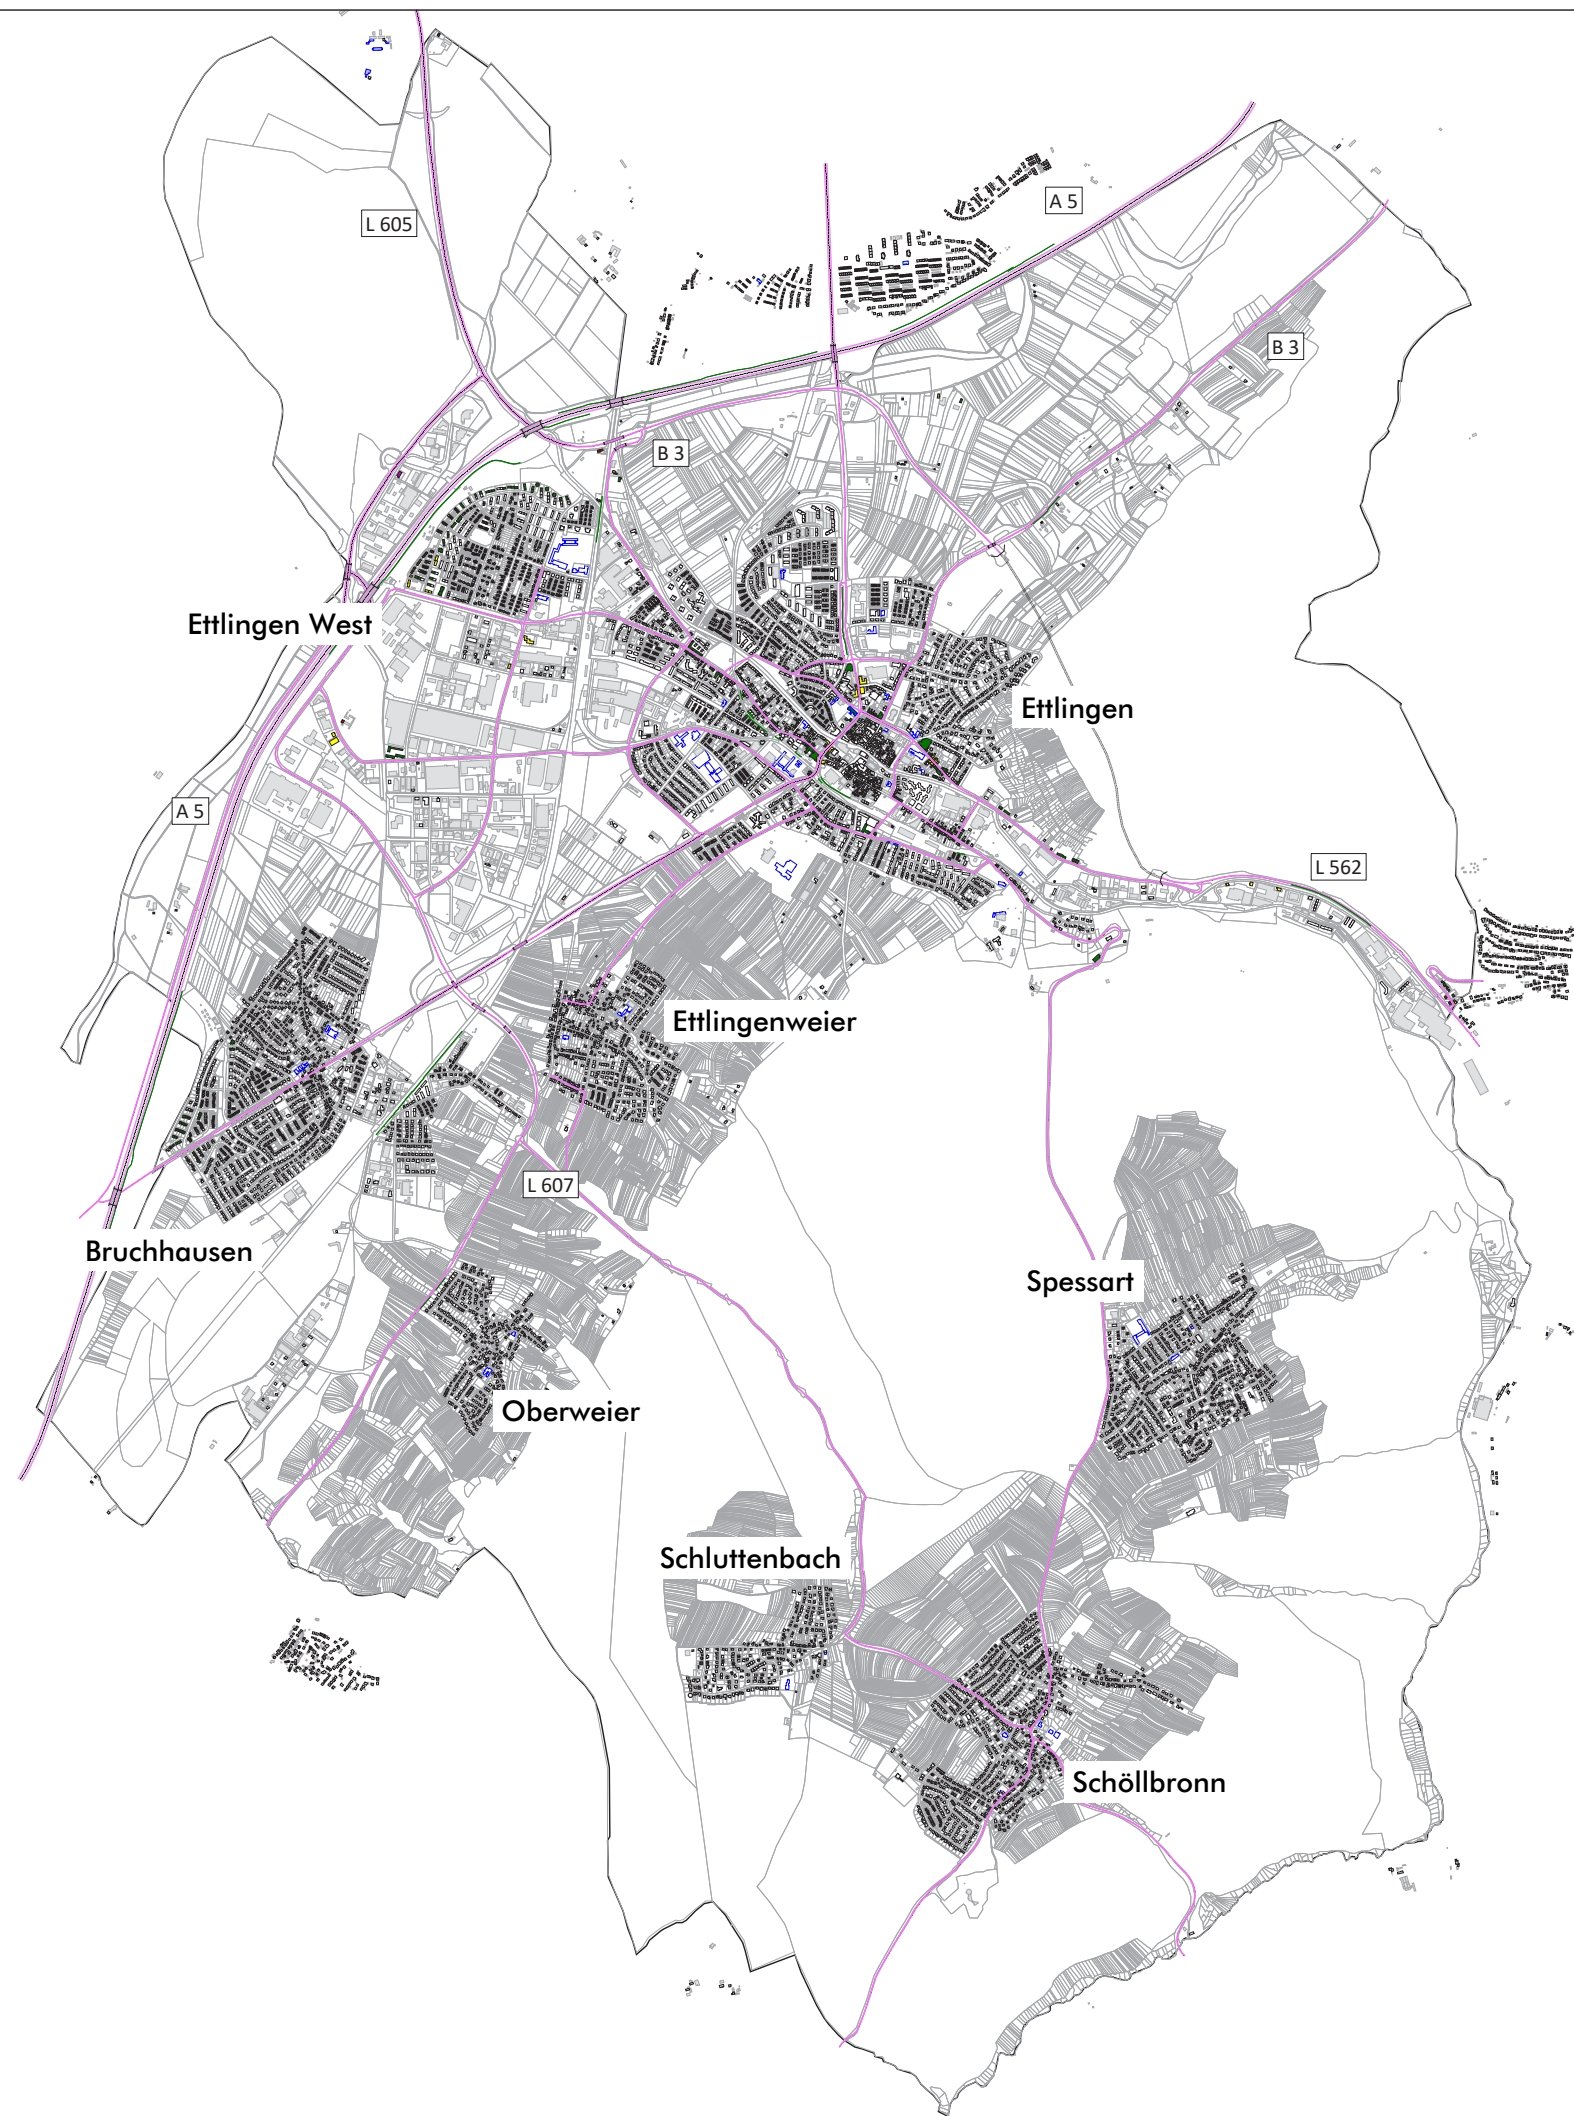 L 605
A 5
B 3
B 3
Ettlingen West
Ettlingen
A 5
L 562
Ettlingenweier
L 607
Bruchhausen
Spessart
Oberweier
Schluttenbach
Schöllbronn